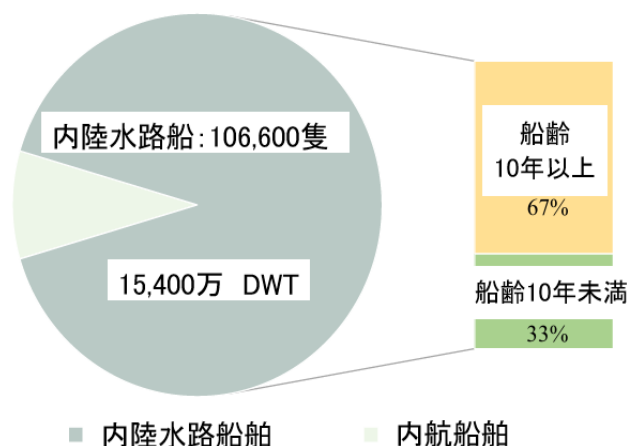 内陸水路船:106,600隻
15,400万 DWT
船齢
10年以上
67%
船齢10年未満
33%
内陸水路船舶
内航船舶